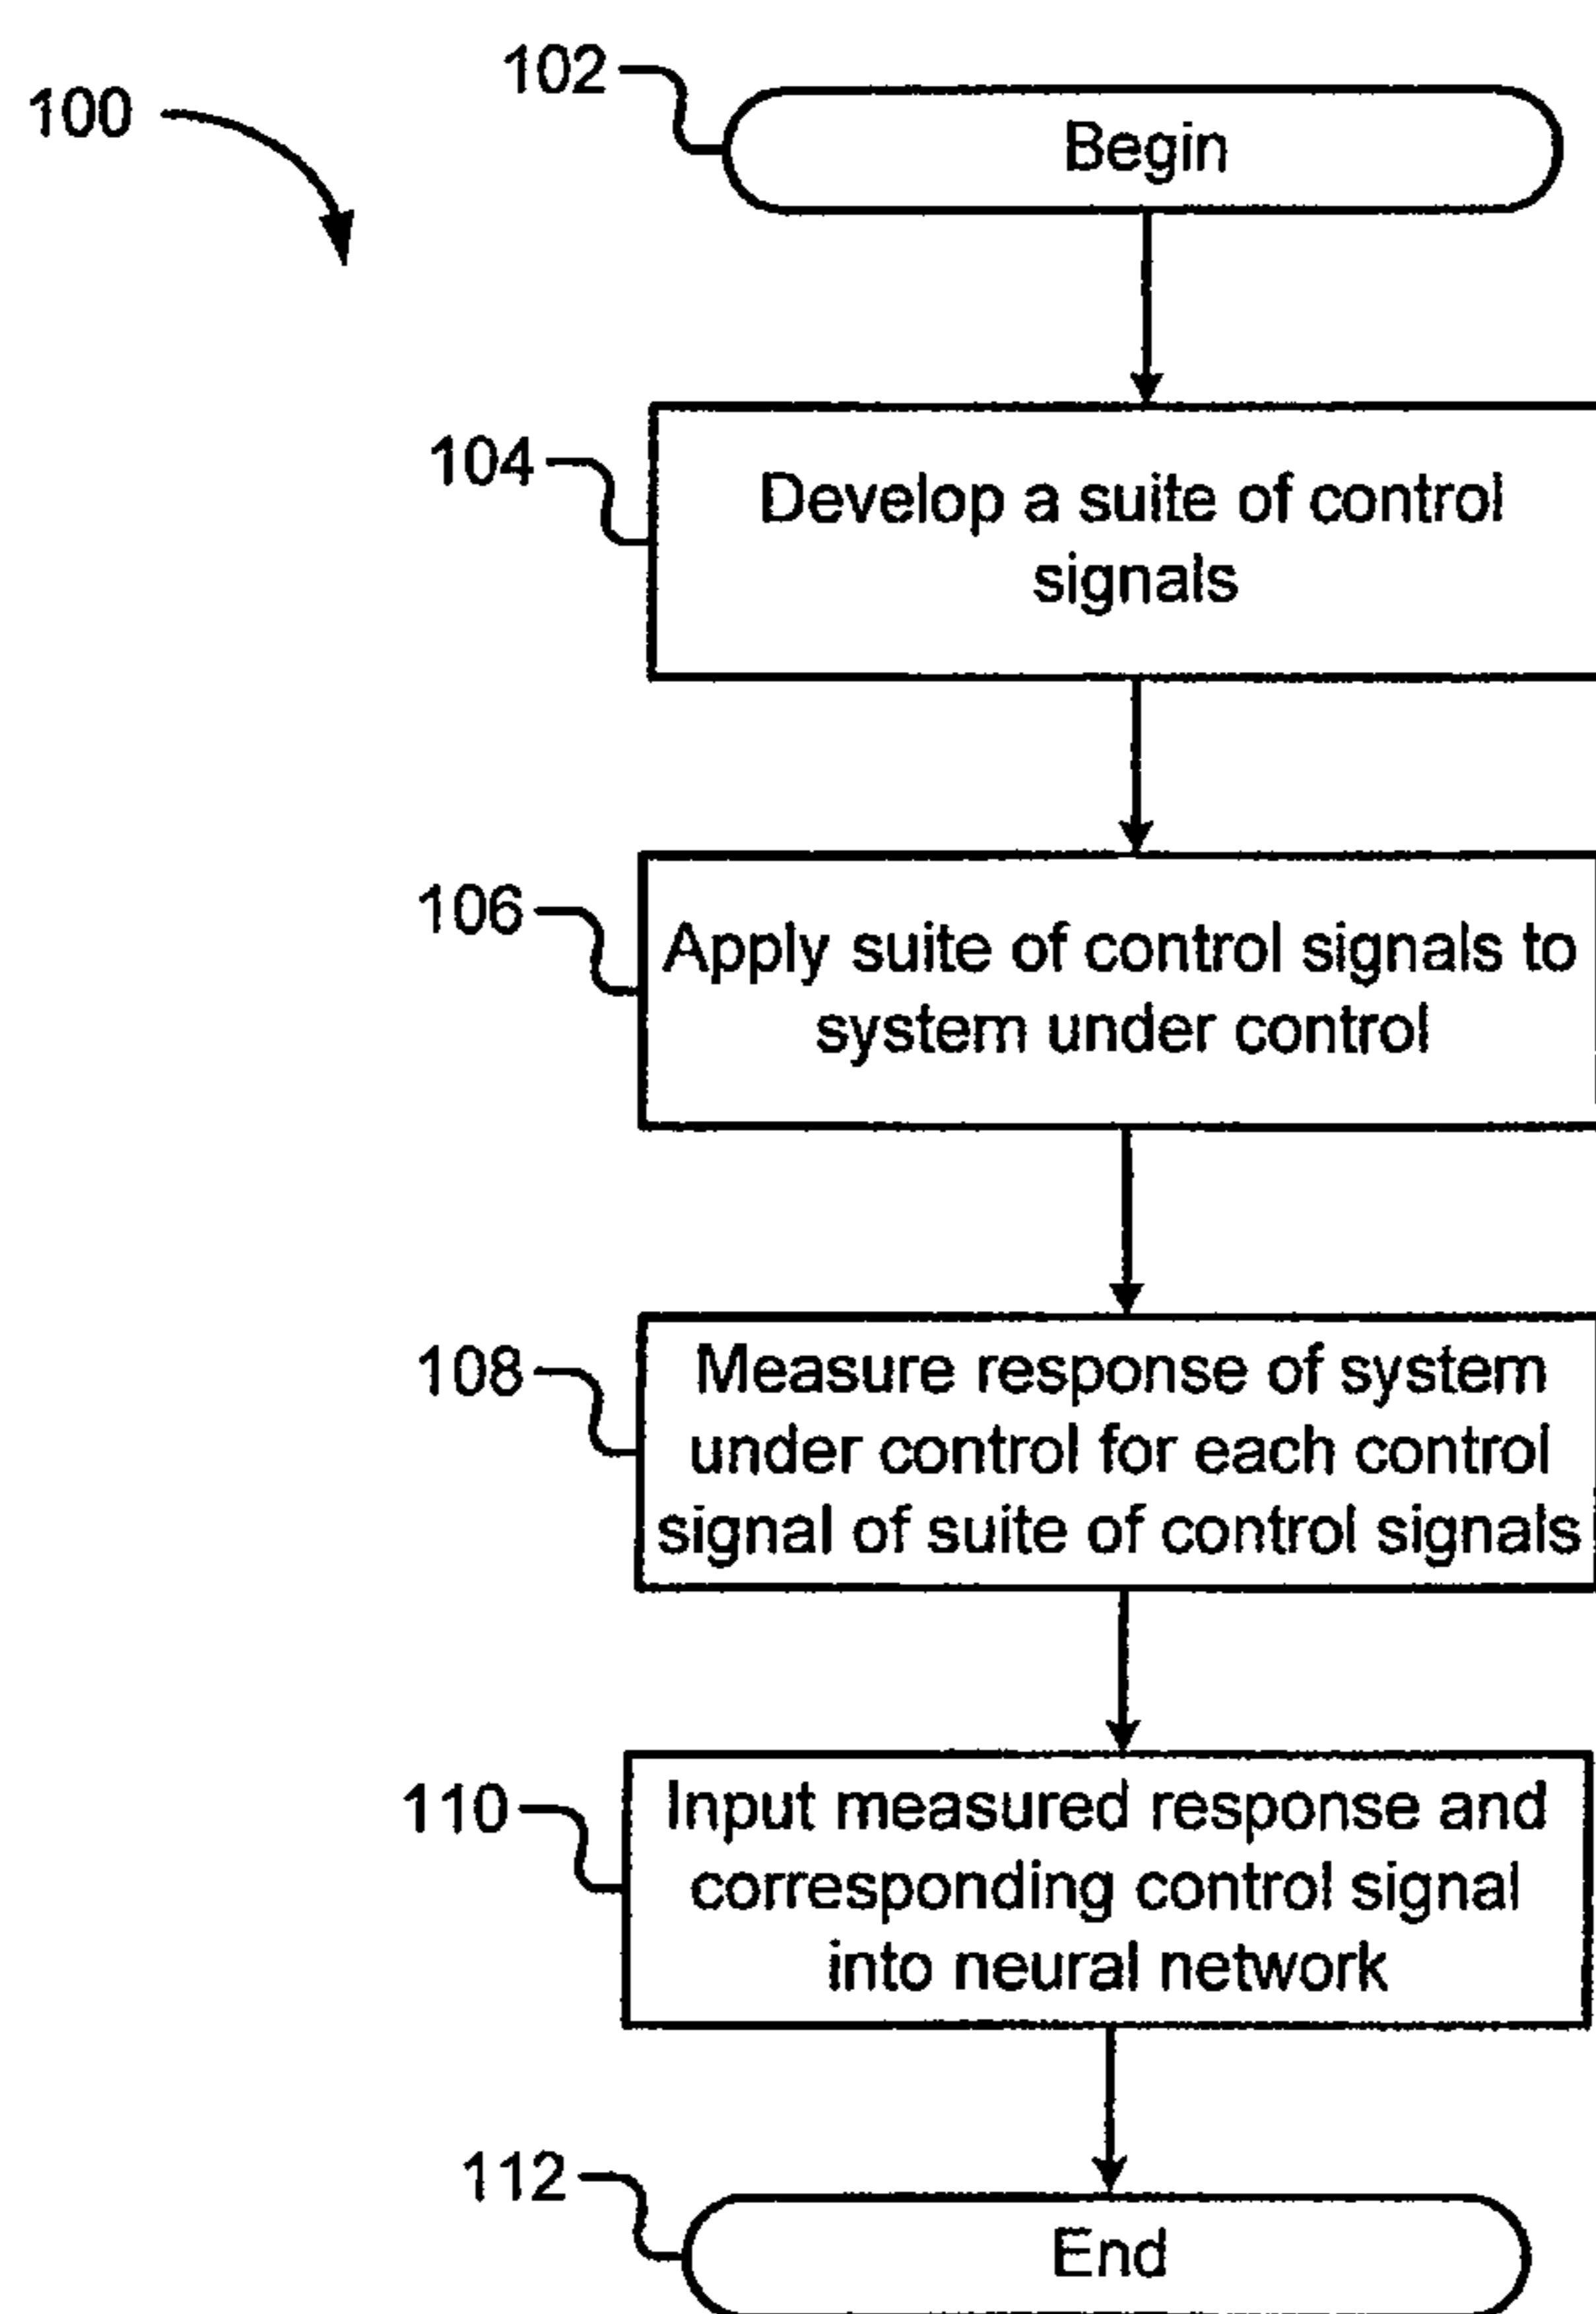 100
102
Begin
104
Develop a suite of control
signals
106
Apply suite of control signals to
system under control
108
Measure response of system
under control for each control
signal of suite of control signals
110
Input measured response and
corresponding control signal
into neural network
112
End